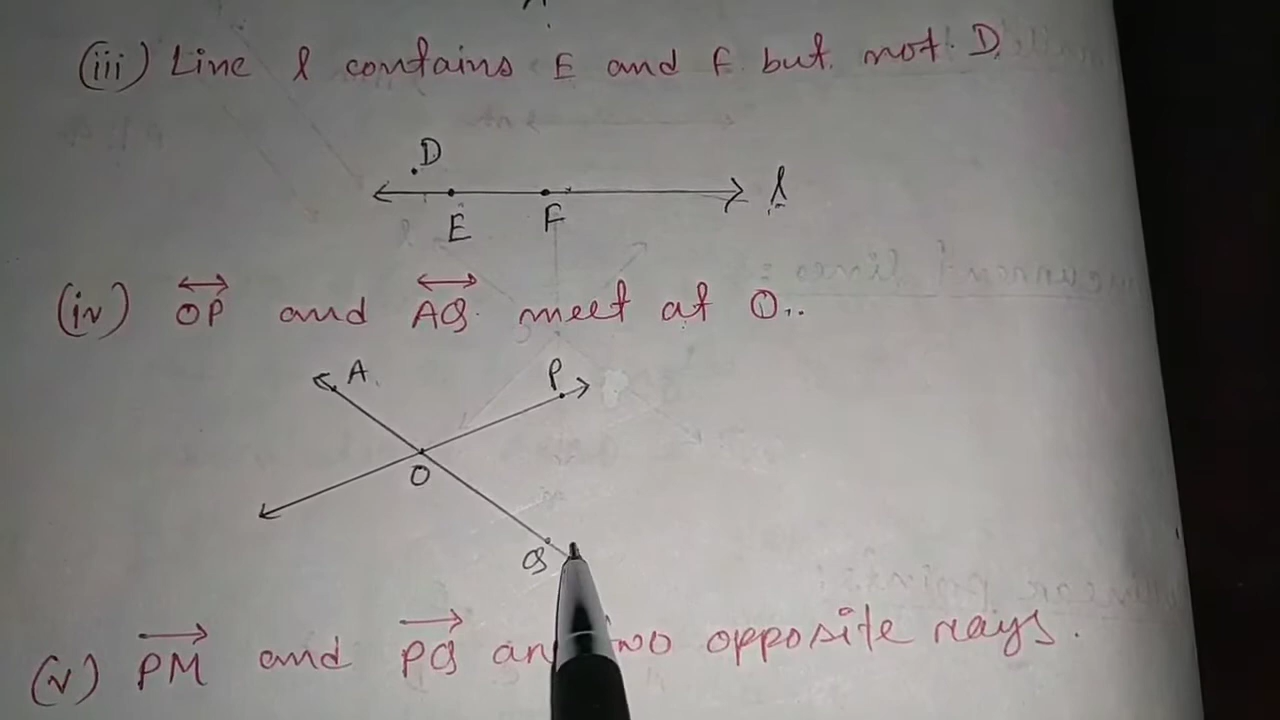 (iii) Line l contains E and F but not D.
D
l
E F
(iv) OP and AQ meet at O.
A P
O
Q
(v) PM and PQ are two opposite rays.